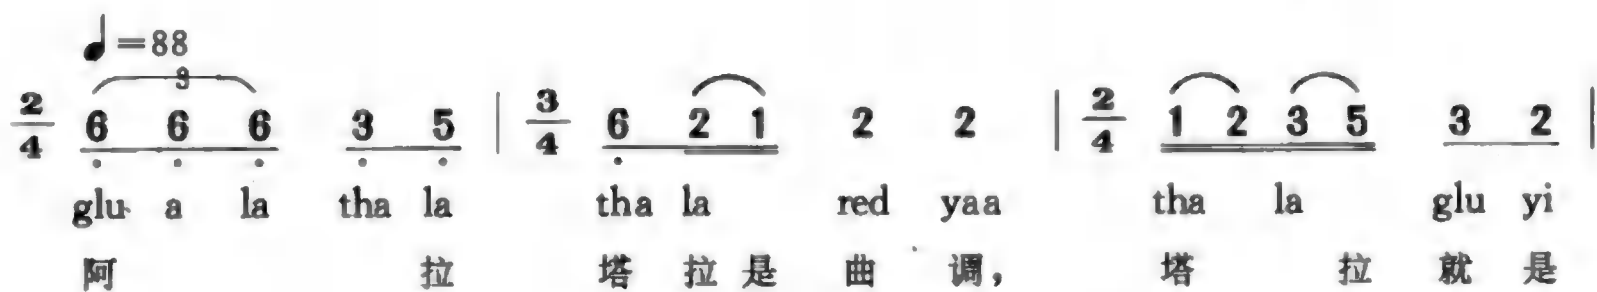 ♩=88
3
2/4 6 6 6 3 5 | 3/4 6 2 1 2 2 | 2/4 1 2 3 5 3 2 |
glu a la tha la tha la red yaa tha la glu yi
阿 拉 塔 拉 是 曲 调, 塔 拉 就 是